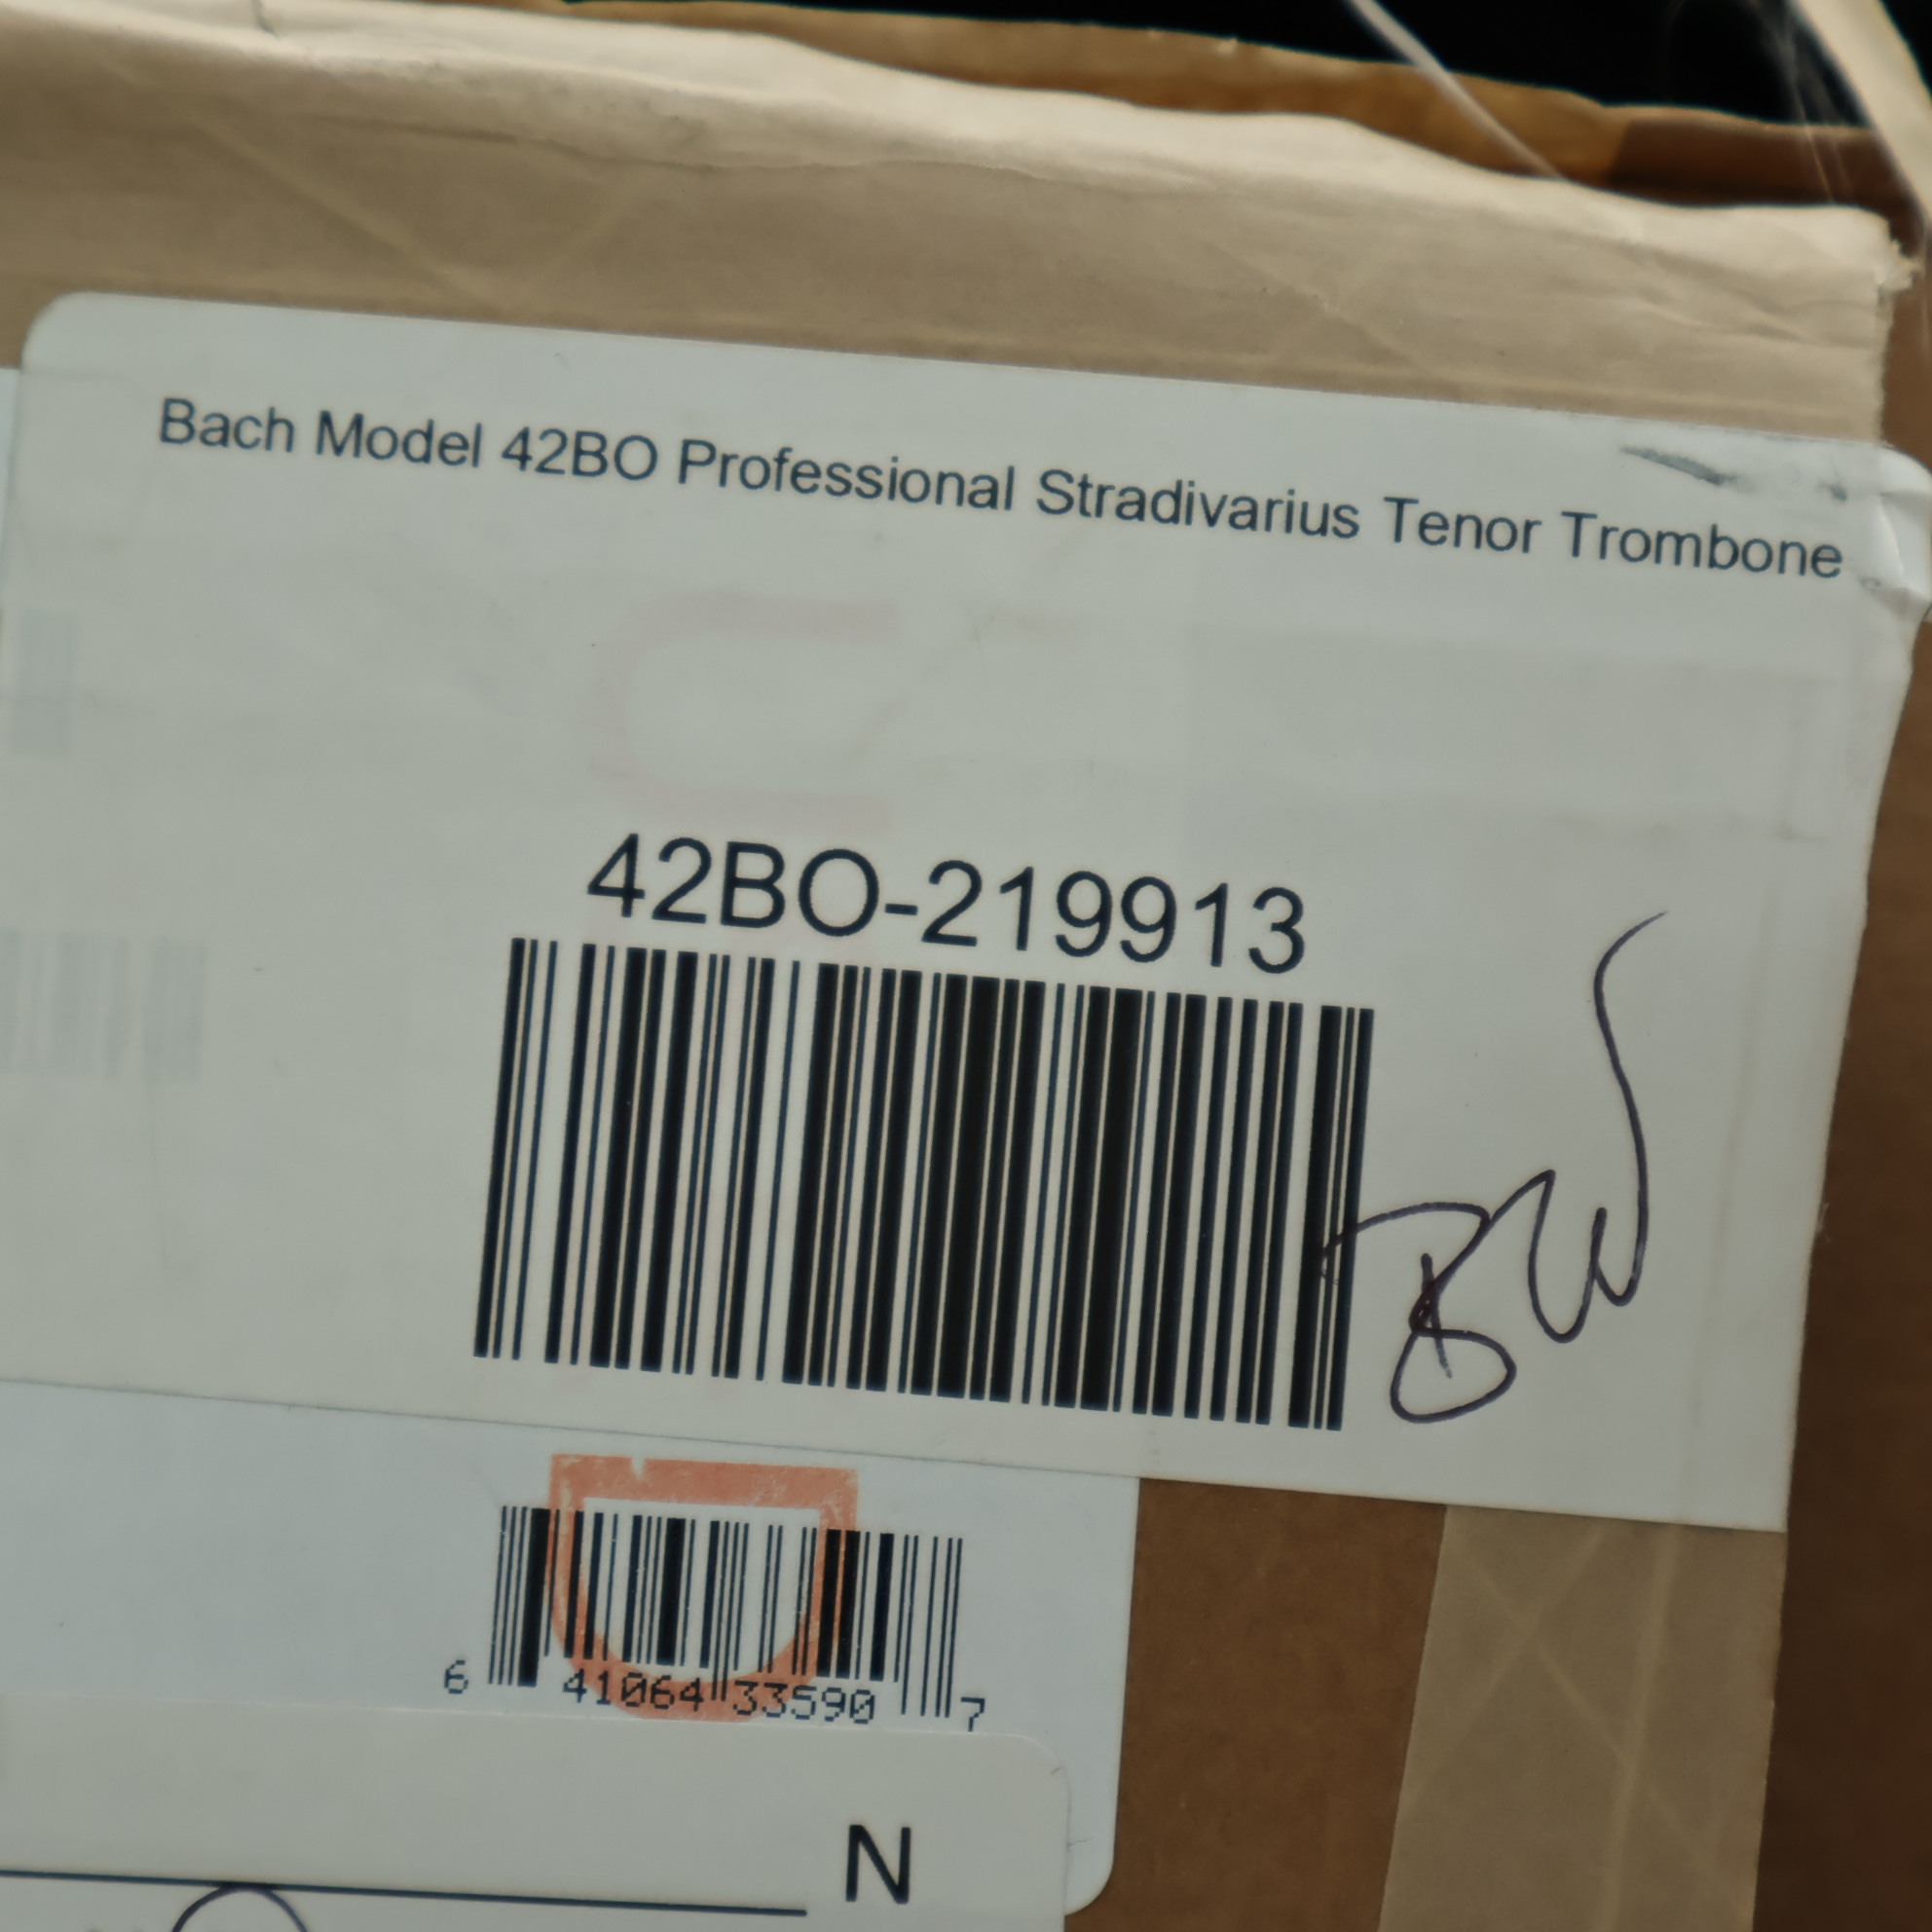 Bach Model 42BO Professional Stradivarius Tenor Trombone
42BO-219913
BW
6 41064 33590 7
N